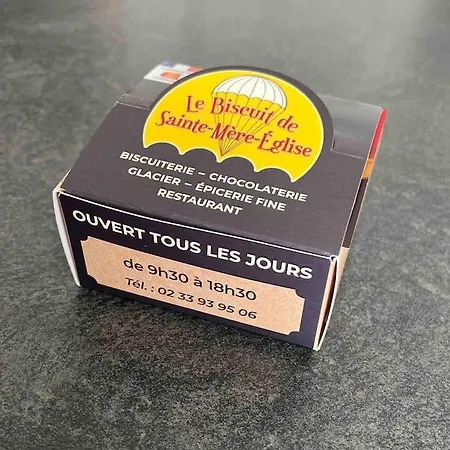 Le Biscuit de
Sainte-Mère-Église
BISCUITERIE – CHOCOLATERIE
GLACIER – ÉPICERIE FINE
RESTAURANT
OUVERT TOUS LES JOURS
de 9h30 à 18h30
Tél. : 02 33 93 95 06